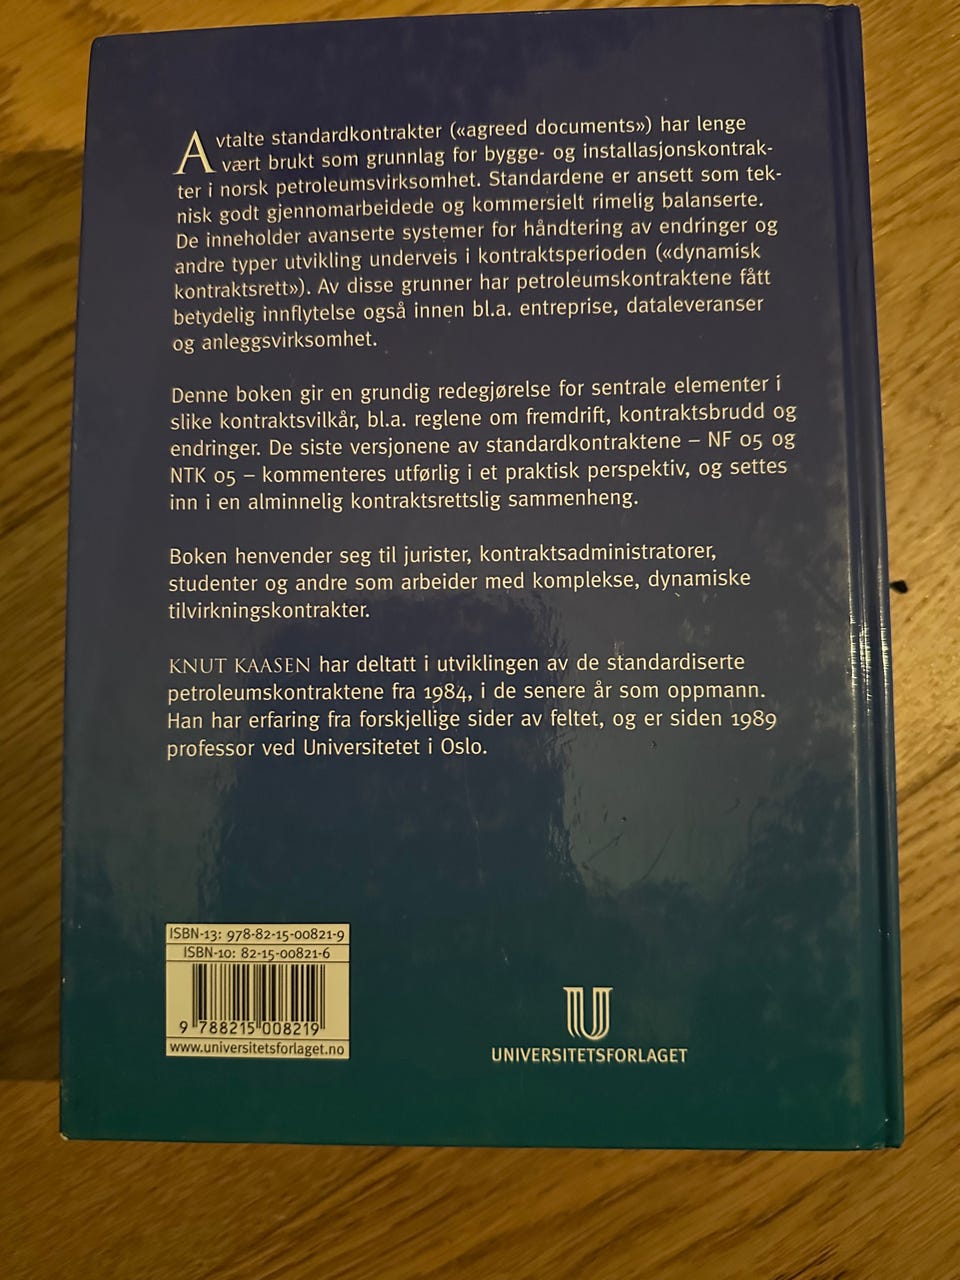 Avtalte standardkontrakter («agreed documents») har lenge
vært brukt som grunnlag for bygge- og installasjonskontrak-
ter i norsk petroleumsvirksomhet. Standardene er ansett som tek-
nisk godt gjennomarbeidede og kommersielt rimelig balanserte.
De inneholder avanserte systemer for håndtering av endringer og
andre typer utvikling underveis i kontraktsperioden («dynamisk
kontraktsrett»). Av disse grunner har petroleumskontraktene fått
betydelig innflytelse også innen bl.a. entreprise, dataleveranser
og anleggsvirksomhet.
Denne boken gir en grundig redegjørelse for sentrale elementer i
slike kontraktsvilkår, bl.a. reglene om fremdrift, kontraktsbrudd og
endringer. De siste versjonene av standardkontraktene – NF 05 og
NTK 05 – kommenteres utførlig i et praktisk perspektiv, og settes
inn i en alminnelig kontraktsrettslig sammenheng.
Boken henvender seg til jurister, kontraktsadministratorer,
studenter og andre som arbeider med komplekse, dynamiske
tilvirkningskontrakter.
KNUT KAASEN har deltatt i utviklingen av de standardiserte
petroleumskontraktene fra 1984, i de senere år som oppmann.
Han har erfaring fra forskjellige sider av feltet, og er siden 1989
professor ved Universitetet i Oslo.
ISBN-13: 978-82-15-00821-9
ISBN-10: 82-15-00821-6
9 788215 008219
www.universitetsforlaget.no
UNIVERSITETSFORLAGET